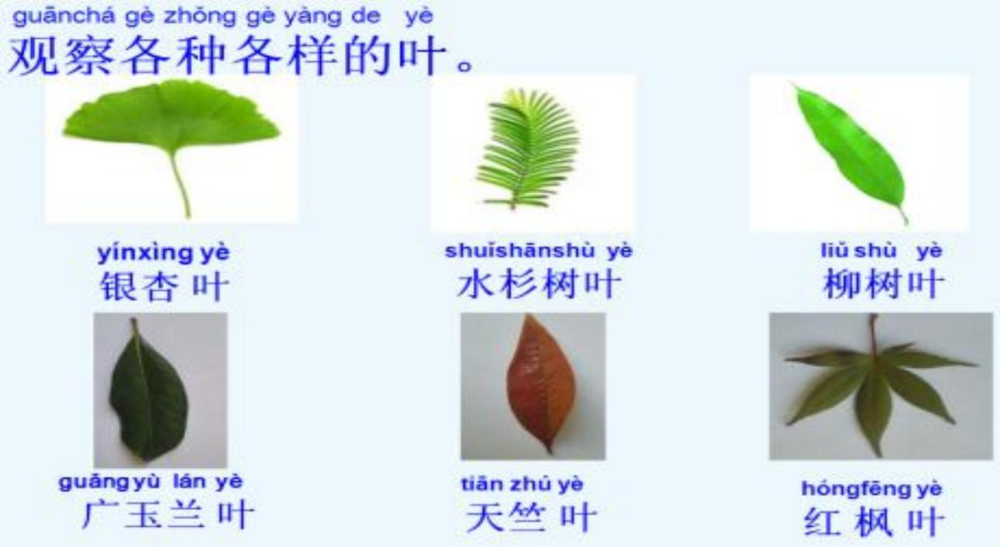 guānchá gè zhǒng gè yàng de yè
观察各种各样的叶。
yínxìng yè
银杏 叶
shuǐshānshù yè
水杉树叶
liǔ shù yè
柳树叶
guǎngyù lán yè
广玉兰 叶
tiān zhú yè
天竺 叶
hóngfēng yè
红 枫 叶